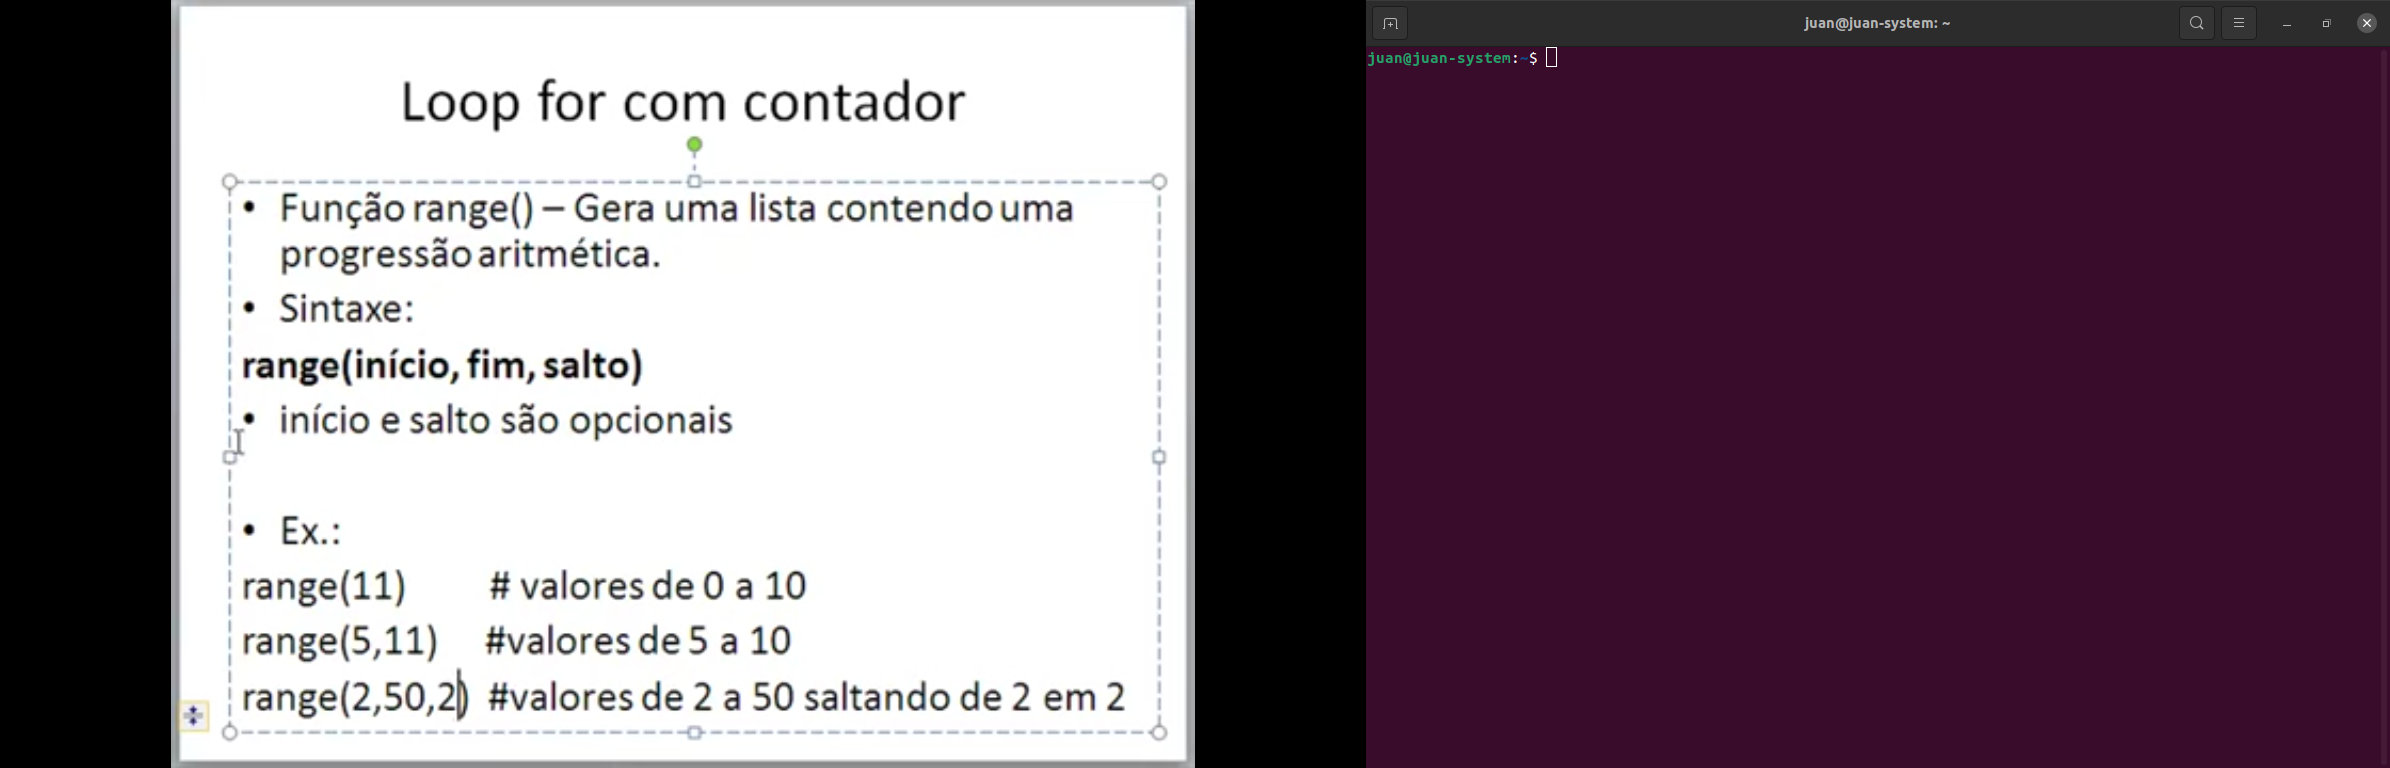 Loop for com contador
• Função range() – Gera uma lista contendo uma
progressão aritmética.
• Sintaxe:
range(início, fim, salto)
• início e salto são opcionais
• Ex.:
range(11) # valores de 0 a 10
range(5,11) #valores de 5 a 10
range(2,50,2) #valores de 2 a 50 saltando de 2 em 2
juan@juan-system: ~
juan@juan-system:~$